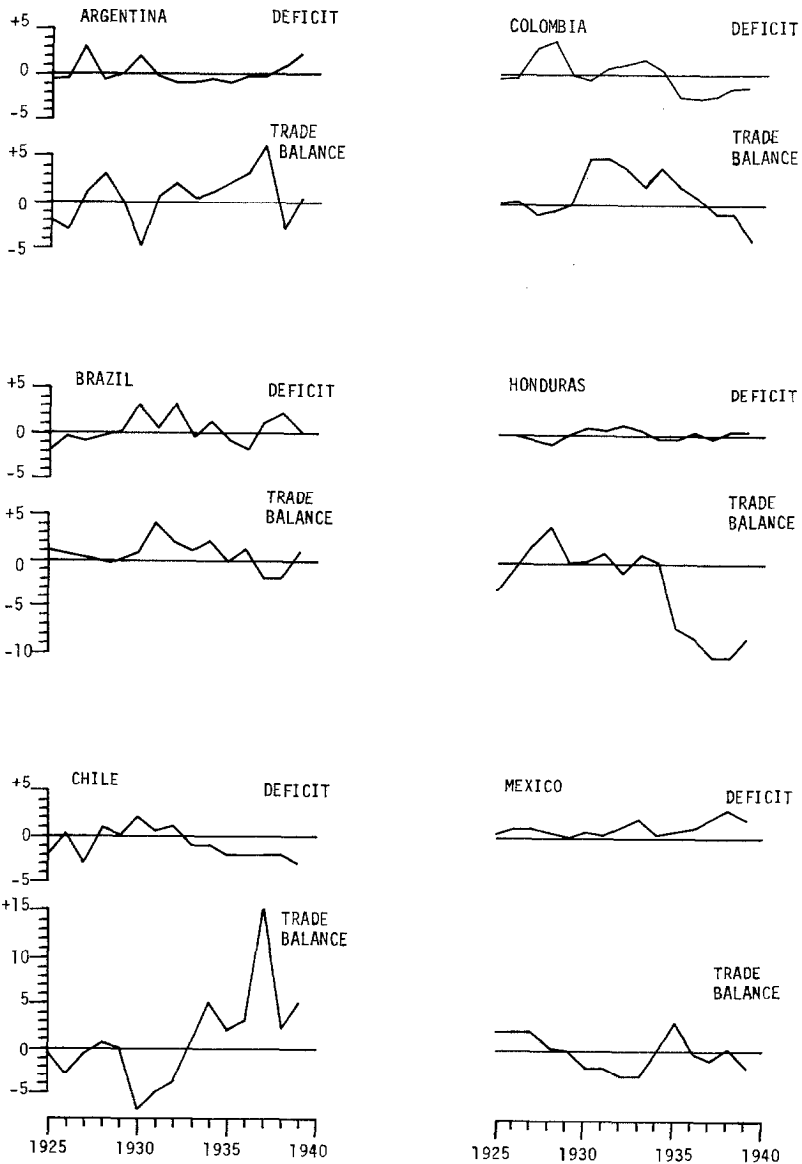 ARGENTINA DEFICIT
+5
0
-5
TRADE
BALANCE
+5
0
-5
COLOMBIA DEFICIT
TRADE
BALANCE
BRAZIL DEFICIT
+5
0
-5
TRADE
BALANCE
+5
0
-5
-10
HONDURAS DEFICIT
TRADE
BALANCE
CHILE DEFICIT
+5
0
-5
+15
TRADE
BALANCE
10
5
0
-5
1925 1930 1935 1940
MEXICO DEFICIT
TRADE
BALANCE
1925 1930 1935 1940